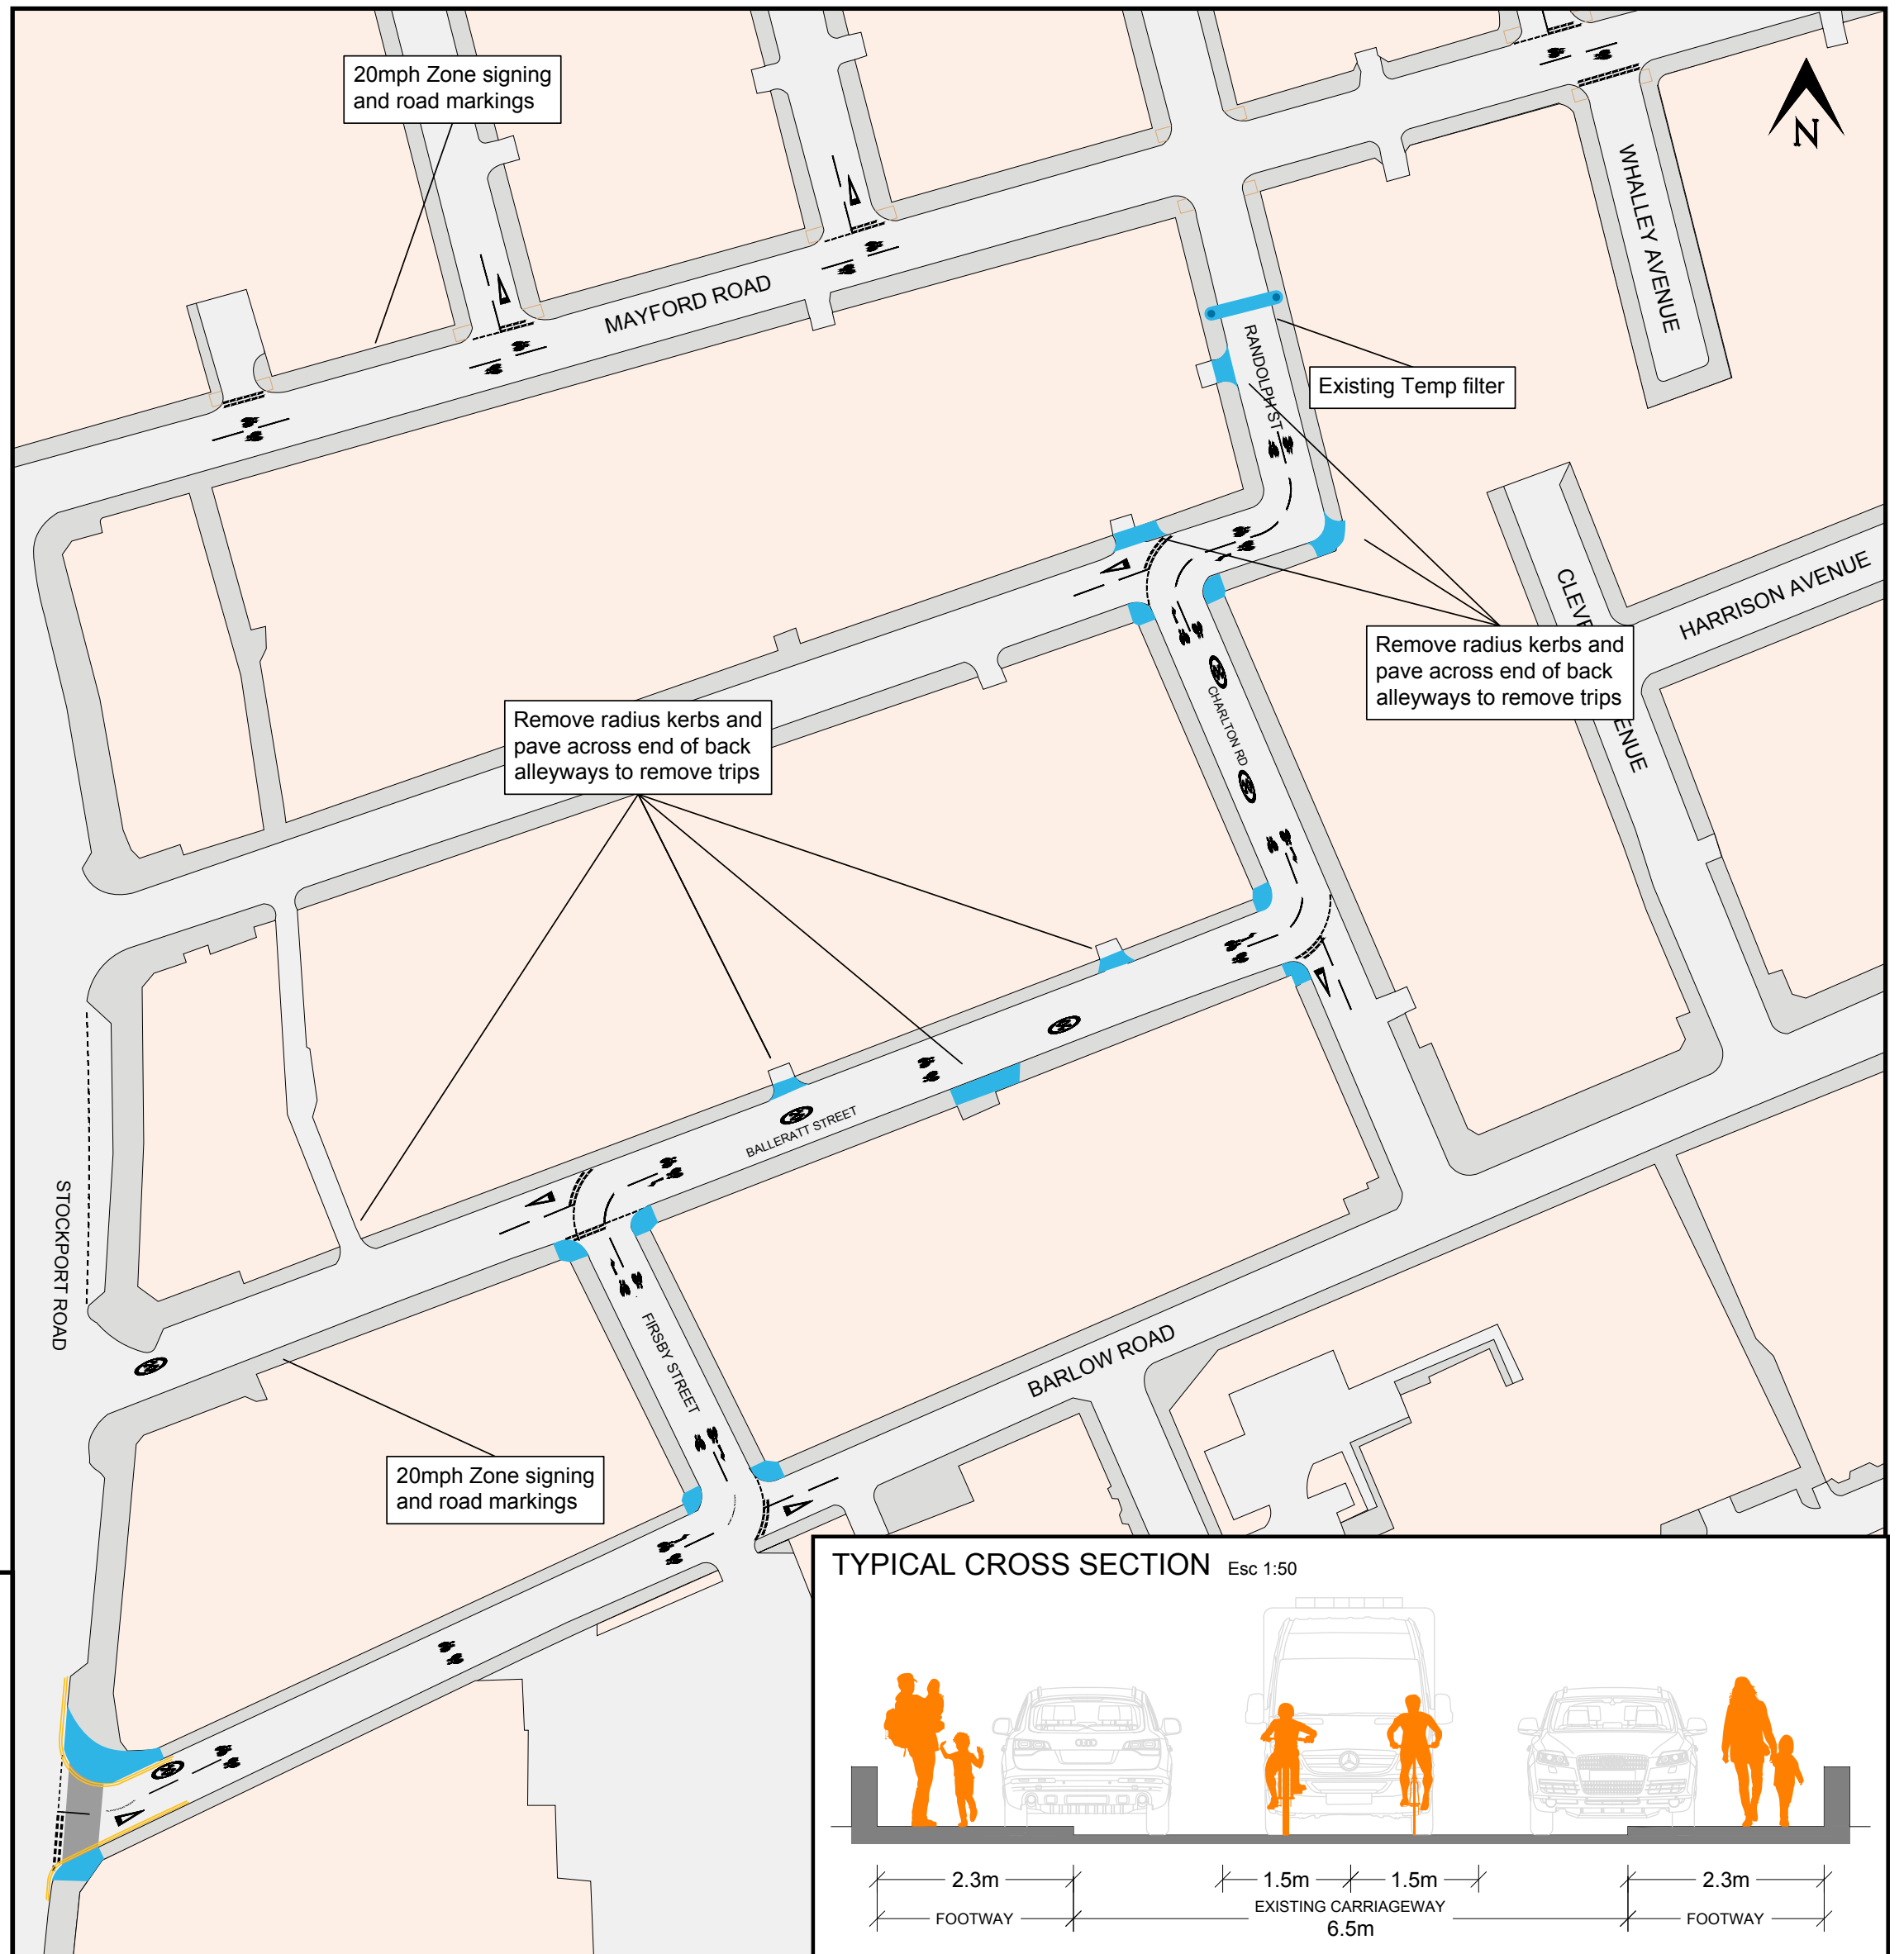 20mph Zone signing
and road markings
N
WHALLEY AVENUE
MAYFORD ROAD
RANDOLPH ST
Existing Temp filter
HARRISON AVENUE
Remove radius kerbs and
pave across end of back
alleyways to remove trips
CHARLTON RD
Remove radius kerbs and
pave across end of back
alleyways to remove trips
BALLERATT STREET
STOCKPORT ROAD
FIRSBY STREET
BARLOW ROAD
20mph Zone signing
and road markings
TYPICAL CROSS SECTION Esc 1:50
2.3m 1.5m 1.5m 2.3m
FOOTWAY EXISTING CARRIAGEWAY FOOTWAY
6.5m